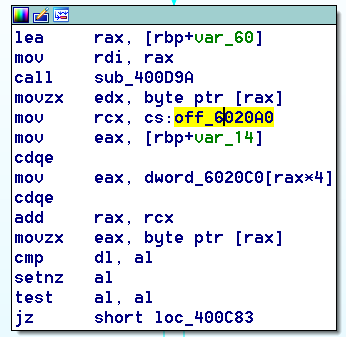 lea     rax, [rbp+var_60]
mov     rdi, rax
call    sub_400D9A
movzx   edx, byte ptr [rax]
mov     rcx, cs:off_6020A0
mov     eax, [rbp+var_14]
cdqe
mov     eax, dword_6020C0[rax*4]
cdqe
add     rax, rcx
movzx   eax, byte ptr [rax]
cmp     dl, al
setnz   al
test    al, al
jz      short loc_400C83